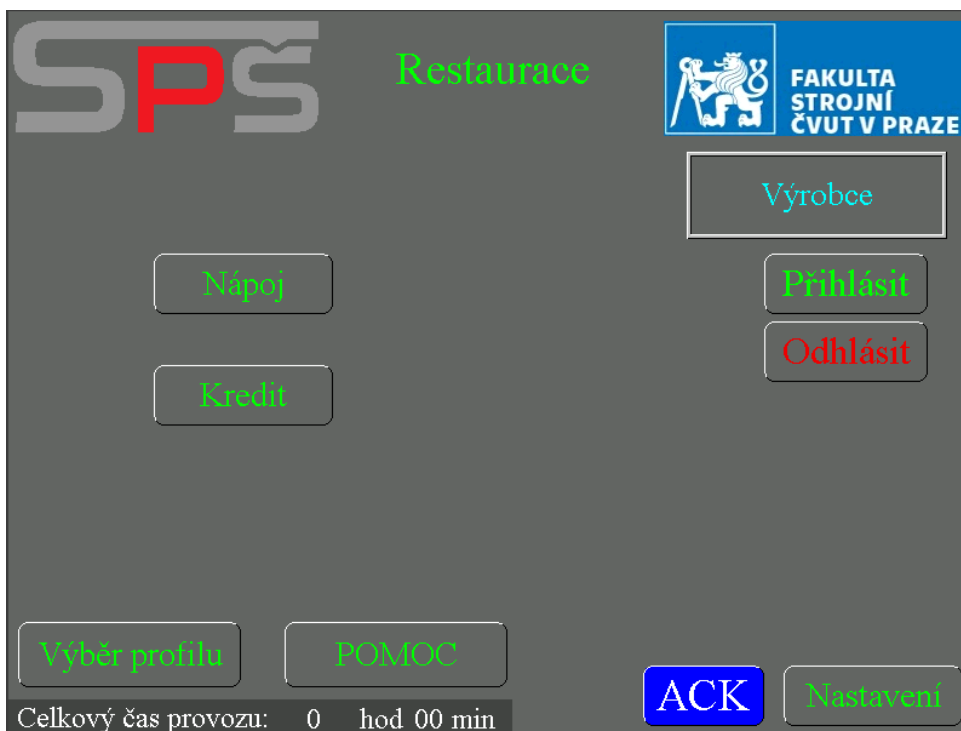 SPŠ
Restaurace
FAKULTA
STROJNÍ
ČVUT V PRAZE
Výrobce
Nápoj
Přihlásit
Odhlásit
Kredit
Výběr profilu
POMOC
ACK
Nastavení
Celkový čas provozu: 0 hod 00 min